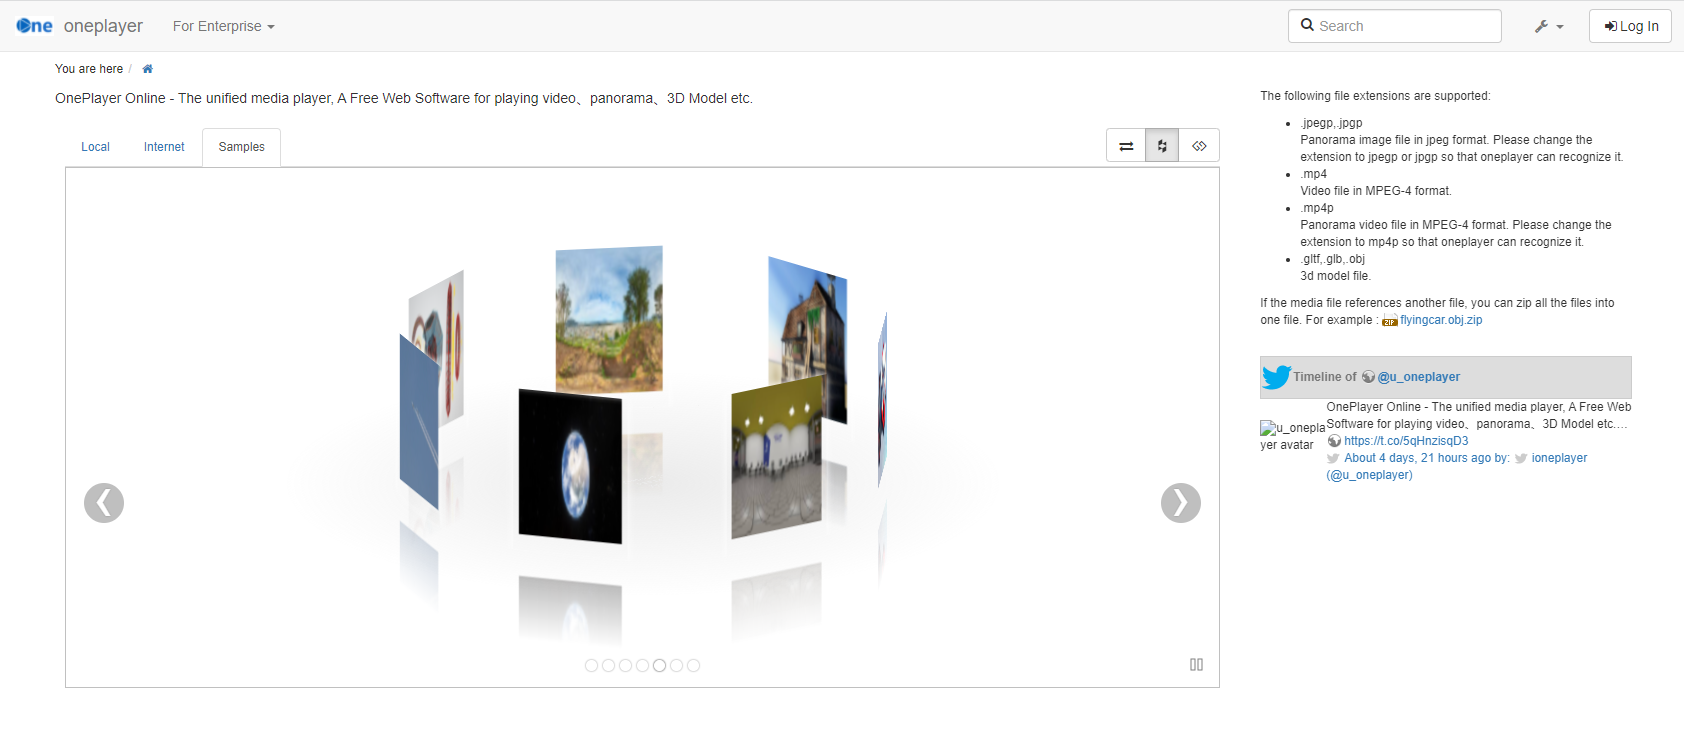 One oneplayer For Enterprise Search Log In
You are here /
OnePlayer Online - The unified media player, A Free Web Software for playing video、panorama、3D Model etc.
Local Internet Samples
The following file extensions are supported:
.jpegp,.jpgp
Panorama image file in jpeg format. Please change the
extension to jpegp or jpgp so that oneplayer can recognize it.
.mp4
Video file in MPEG-4 format.
.mp4p
Panorama video file in MPEG-4 format. Please change the
extension to mp4p so that oneplayer can recognize it.
.gltf,.glb,.obj
3d model file.
If the media file references another file, you can zip all the files into
one file. For example : ZIP flyingcar.obj.zip
Timeline of @u_oneplayer
u_onepla
yer avatar
OnePlayer Online - The unified media player, A Free Web
Software for playing video、panorama、3D Model etc.…
https://t.co/5qHnzisqD3
About 4 days, 21 hours ago by: ioneplayer
(@u_oneplayer)